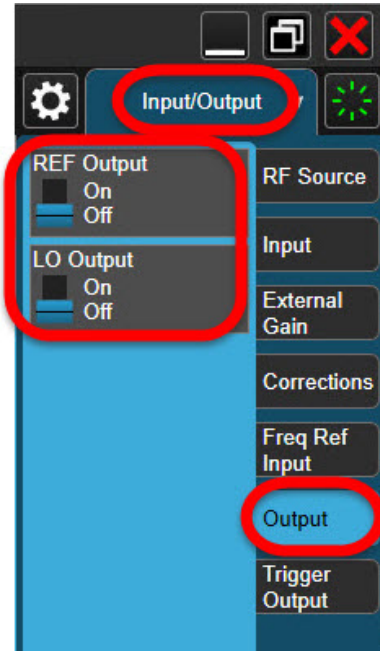 Input/Output
REF Output
On
Off
LO Output
On
Off
RF Source
Input
External
Gain
Corrections
Freq Ref
Input
Output
Trigger
Output